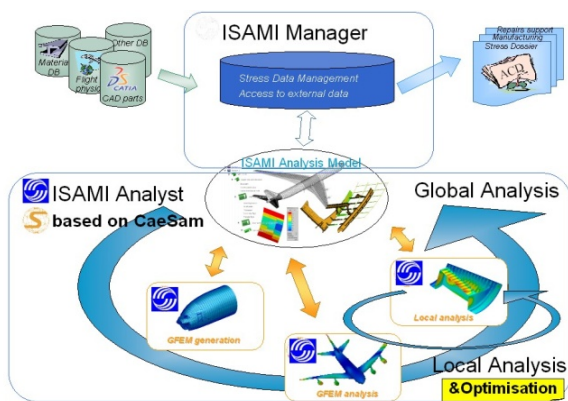 Other DB
Material
DB
Flight
physic
CATIA
CAD parts
ISAMI Manager
Stress Data Management
Access to external data
Repairs support
Manufacturing
Stress Dossier
ISAMI Analysis Model
ISAMI Analyst
based on CaeSam
Global Analysis
GFEM generation
GFEM analysis
Local analysis
Local Analysis
&Optimisation